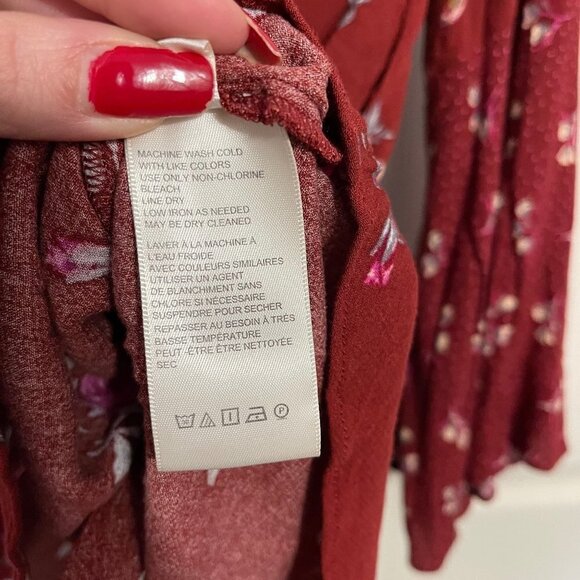 MACHINE WASH COLD
WITH LIKE COLORS
USE ONLY NON-CHLORINE
BLEACH
LINE DRY
LOW IRON AS NEEDED
MAY BE DRY CLEANED
LAVER À LA MACHINE À
L'EAU FROIDE
AVEC COULEURS SIMILAIRES
UTILISER UN AGENT
DE BLANCHIMENT SANS
CHLORE SI NÉCESSAIRE
SUSPENDRE POUR SECHER
REPASSER AU BESOIN À TRÈS
BASSE TEMPÉRATURE
PEUT -ÊTRE ÊTRE NETTOYÉE
SEC
P